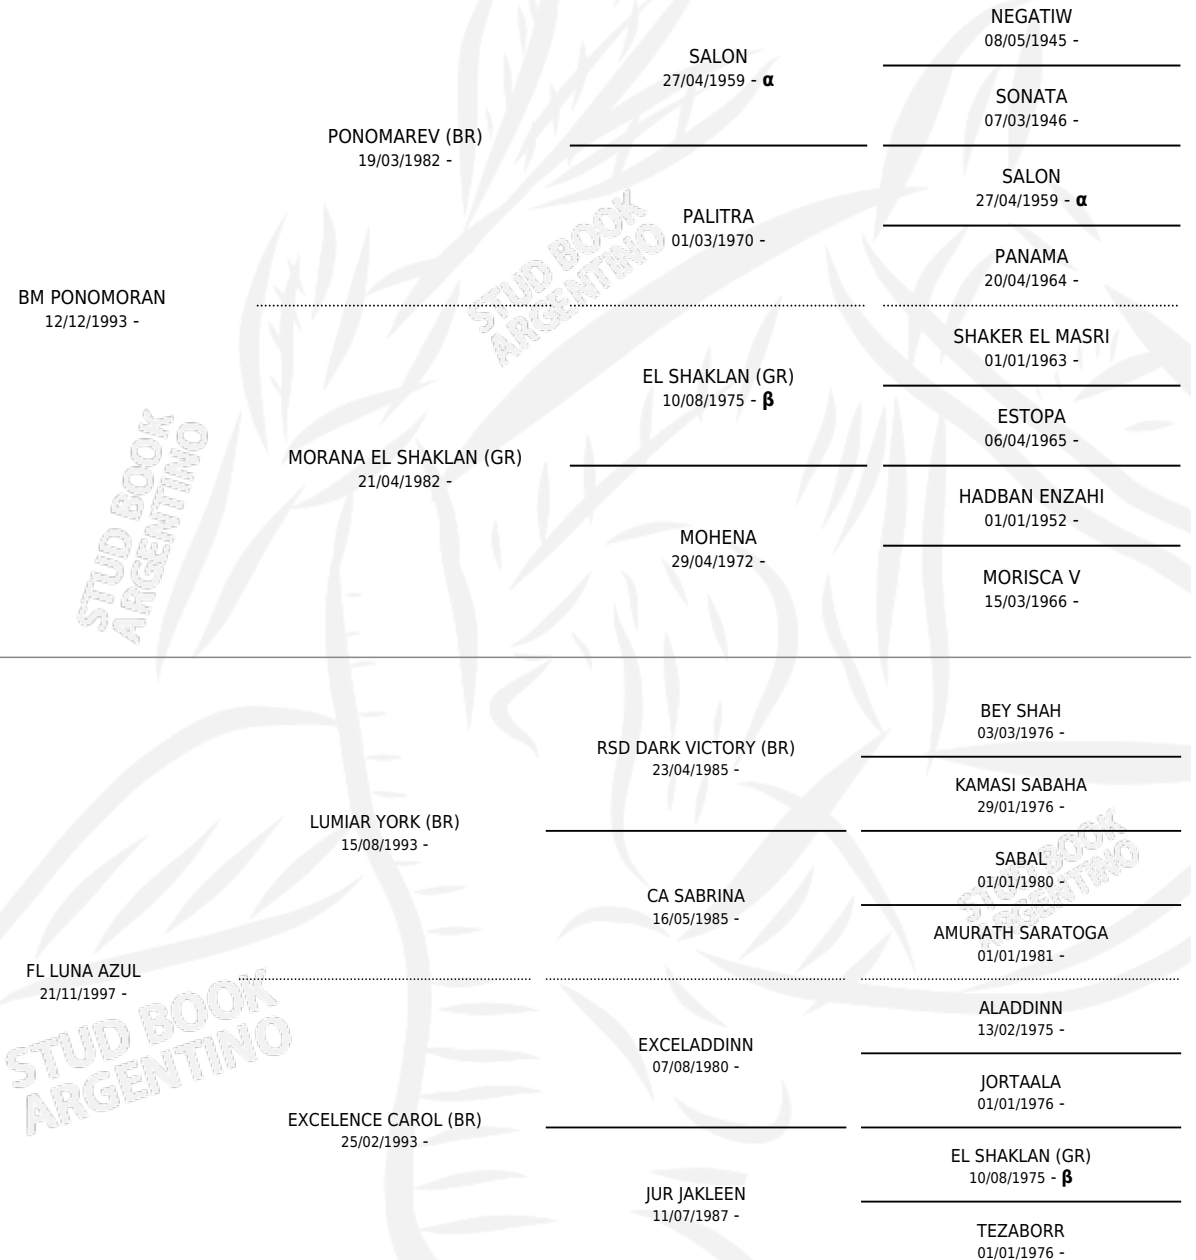 NEGATIW
08/05/1945 -
SALON
27/04/1959 - α
SONATA
07/03/1946 -
PONOMAREV (BR)
19/03/1982 -
SALON
27/04/1959 - α
PALITRA
01/03/1970 -
PANAMA
20/04/1964 -
BM PONOMORAN
12/12/1993 -
STUD BOOK
ARGENTINO
SHAKER EL MASRI
01/01/1963 -
EL SHAKLAN (GR)
10/08/1975 - β
ESTOPA
06/04/1965 -
MORANA EL SHAKLAN (GR)
21/04/1982 -
STUD BOOK
ARGENTINO
HADBAN ENZAHI
01/01/1952 -
MOHENA
29/04/1972 -
MORISCA V
15/03/1966 -
BEY SHAH
03/03/1976 -
RSD DARK VICTORY (BR)
23/04/1985 -
KAMASI SABAHA
29/01/1976 -
LUMIAR YORK (BR)
15/08/1993 -
SABAL
01/01/1980 -
STUD BOOK
ARGENTINO
CA SABRINA
16/05/1985 -
AMURATH SARATOGA
01/01/1981 -
FL LUNA AZUL
21/11/1997 -
STUD BOOK
ARGENTINO
ALADDINN
13/02/1975 -
EXCELADDINN
07/08/1980 -
JORTAALA
01/01/1976 -
EXCELENCE CAROL (BR)
25/02/1993 -
EL SHAKLAN (GR)
10/08/1975 - β
JUR JAKLEEN
11/07/1987 -
TEZABORR
01/01/1976 -